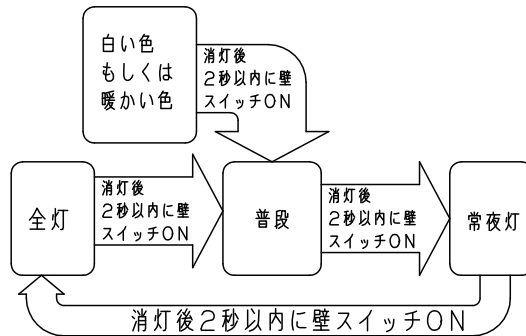 白い色
もしくは
暖かい色
消灯後
2秒以内に壁
スイッチON
全灯
消灯後
2秒以内に壁
スイッチON
普段
消灯後
2秒以内に壁
スイッチON
常夜灯
消灯後2秒以内に壁スイッチON